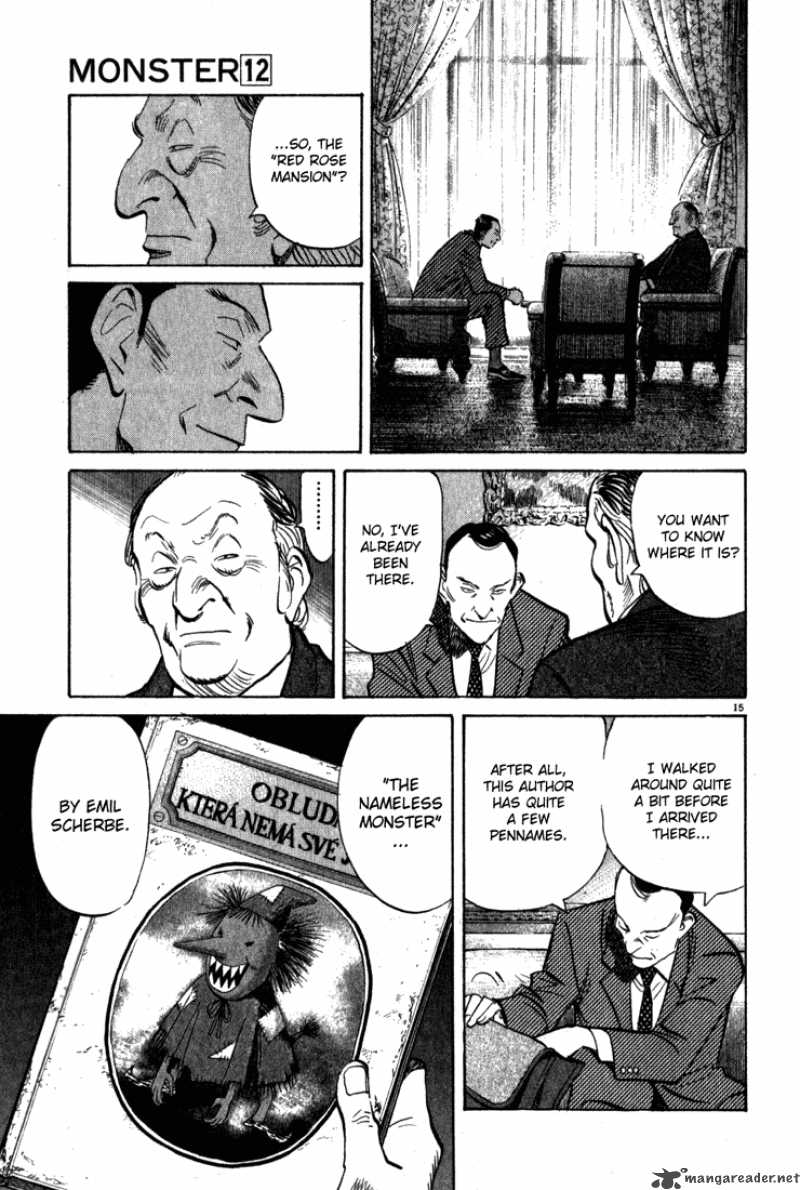 MONSTER 12
...SO, THE
"RED ROSE
MANSION"?
YOU WANT
TO KNOW
WHERE IT IS?
NO, I'VE
ALREADY
BEEN
THERE.
.........
15
I WALKED
AROUND QUITE
A BIT BEFORE
I ARRIVED
THERE...
AFTER ALL,
THIS AUTHOR
HAS QUITE
A FEW
PENNAMES.
"THE
NAMELESS
MONSTER"
...
OBLUDA
KTERÁ NEMÁ SVÉ J
BY EMIL
SCHERBE.
mangareader.net